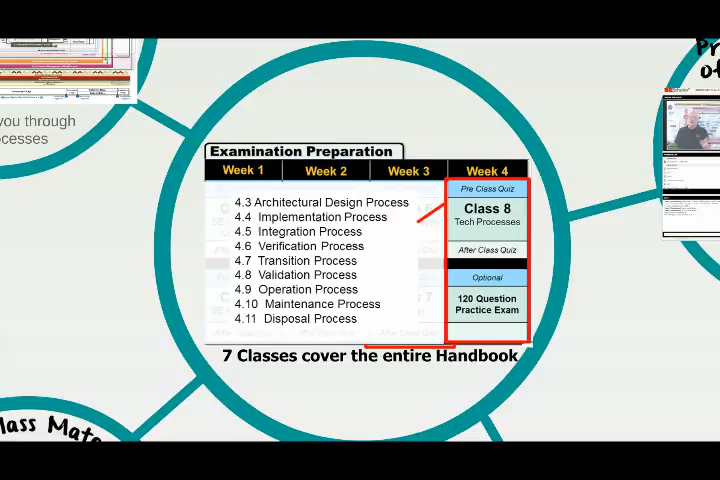 Pr
of
you through
ocesses
Examination Preparation
Week 1 Week 2 Week 3 Week 4
Pre Class Quiz
Class 8
Tech Processes
After Class Quiz
Optional
120 Question
Practice Exam
4.3 Architectural Design Process
4.4 Implementation Process
4.5 Integration Process
4.6 Verification Process
4.7 Transition Process
4.8 Validation Process
4.9 Operation Process
4.10 Maintenance Process
4.11 Disposal Process
7 Classes cover the entire Handbook
lass Mat